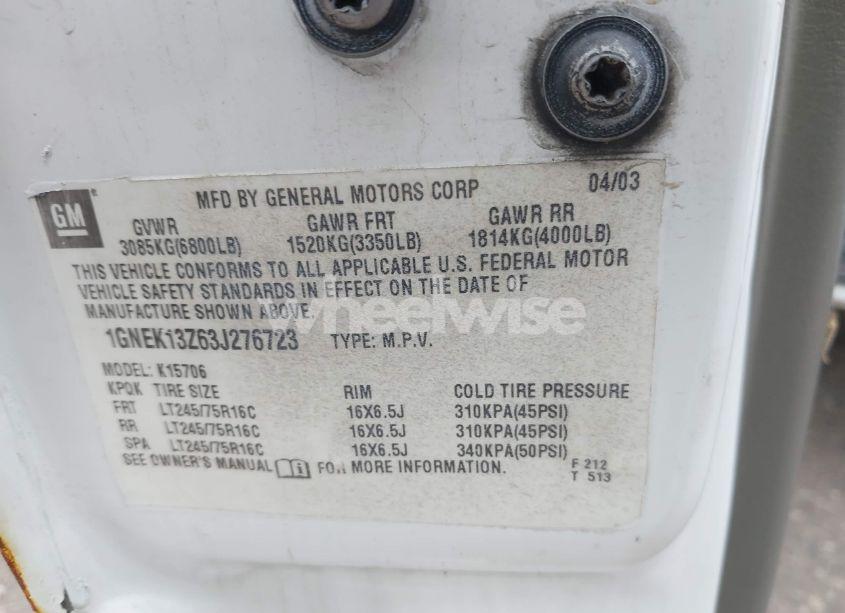 GM
MFD BY GENERAL MOTORS CORP 04/03
GVWR GAWR FRT GAWR RR
3085KG(6800LB) 1520KG(3350LB) 1814KG(4000LB)
THIS VEHICLE CONFORMS TO ALL APPLICABLE U.S. FEDERAL MOTOR
VEHICLE SAFETY STANDARDS IN EFFECT ON THE DATE OF
MANUFACTURE SHOWN ABOVE.
wheelwise
1GNEK13Z63J276723 TYPE: M.P.V.
MODEL: K15706
KPQK TIRE SIZE RIM COLD TIRE PRESSURE
FRT LT245/75R16C 16X6.5J 310KPA(45PSI)
RR LT245/75R16C 16X6.5J 310KPA(45PSI)
SPA LT245/75R16C 16X6.5J 340KPA(50PSI)
SEE OWNER'S MANUAL FOR MORE INFORMATION.
F 212
T 513